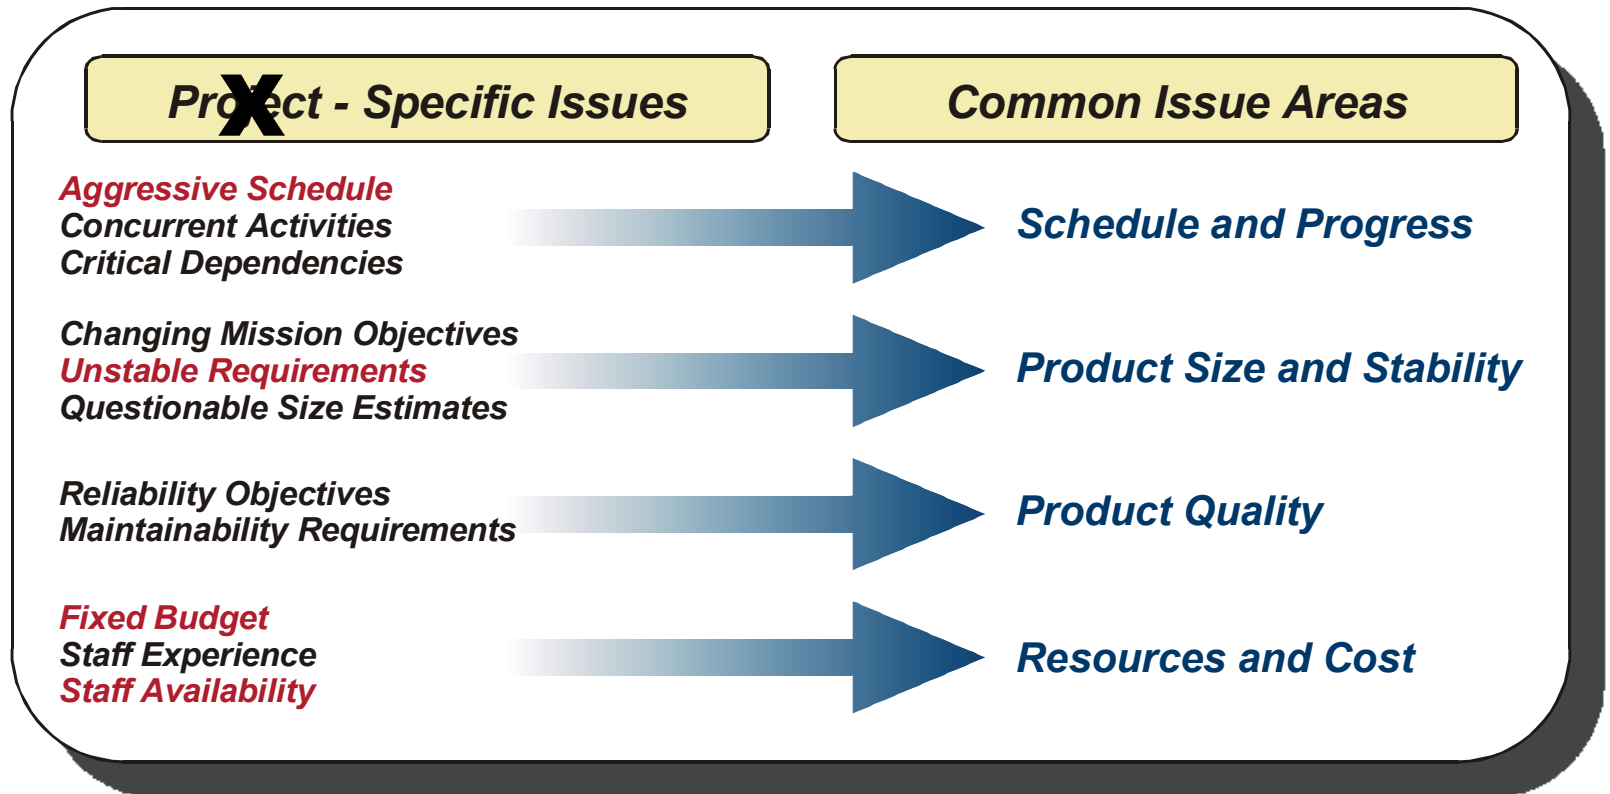 Project - Specific Issues
X
Common Issue Areas
Aggressive Schedule
Concurrent Activities
Critical Dependencies
Schedule and Progress
Changing Mission Objectives
Unstable Requirements
Questionable Size Estimates
Product Size and Stability
Reliability Objectives
Maintainability Requirements
Product Quality
Fixed Budget
Staff Experience
Staff Availability
Resources and Cost